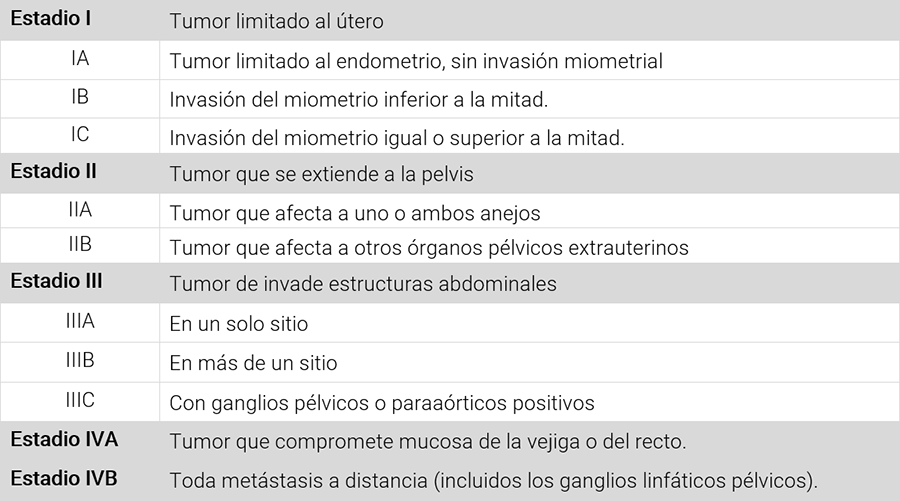 Estadio I Tumor limitado al útero
IA Tumor limitado al endometrio, sin invasión miometrial
IB Invasión del miometrio inferior a la mitad.
IC Invasión del miometrio igual o superior a la mitad.
Estadio II Tumor que se extiende a la pelvis
IIA Tumor que afecta a uno o ambos anejos
IIB Tumor que afecta a otros órganos pélvicos extrauterinos
Estadio III Tumor de invade estructuras abdominales
IIIA En un solo sitio
IIIB En más de un sitio
IIIC Con ganglios pélvicos o paraaórticos positivos
Estadio IVA Tumor que compromete mucosa de la vejiga o del recto.
Estadio IVB Toda metástasis a distancia (incluidos los ganglios linfáticos pélvicos).